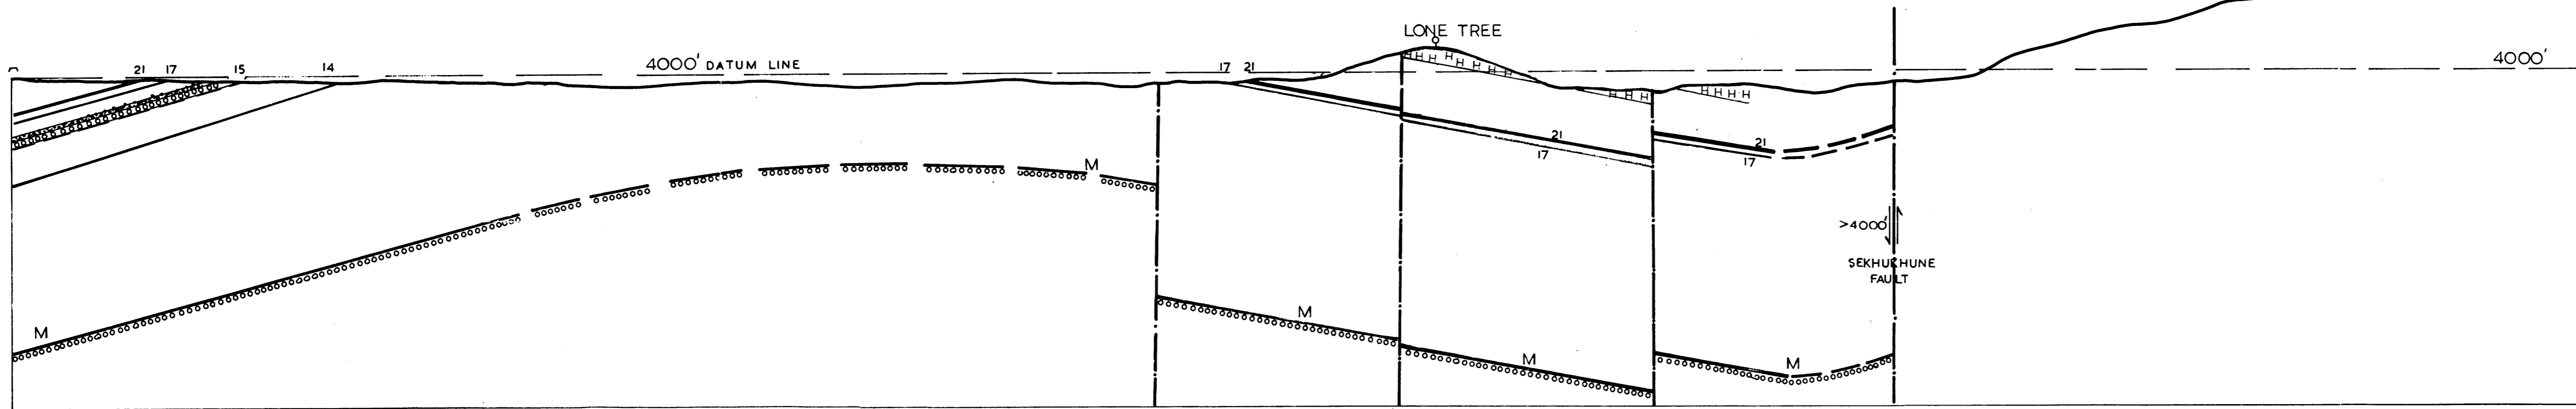 LONE TREE
4000' DATUM LINE
4000'
21 17 15 14
17 21
H H H H H H H H H
H H H H
H H H H
21
17
21
17
M
>4000'
SEKHUKHUNE
FAULT
M
M
M
M